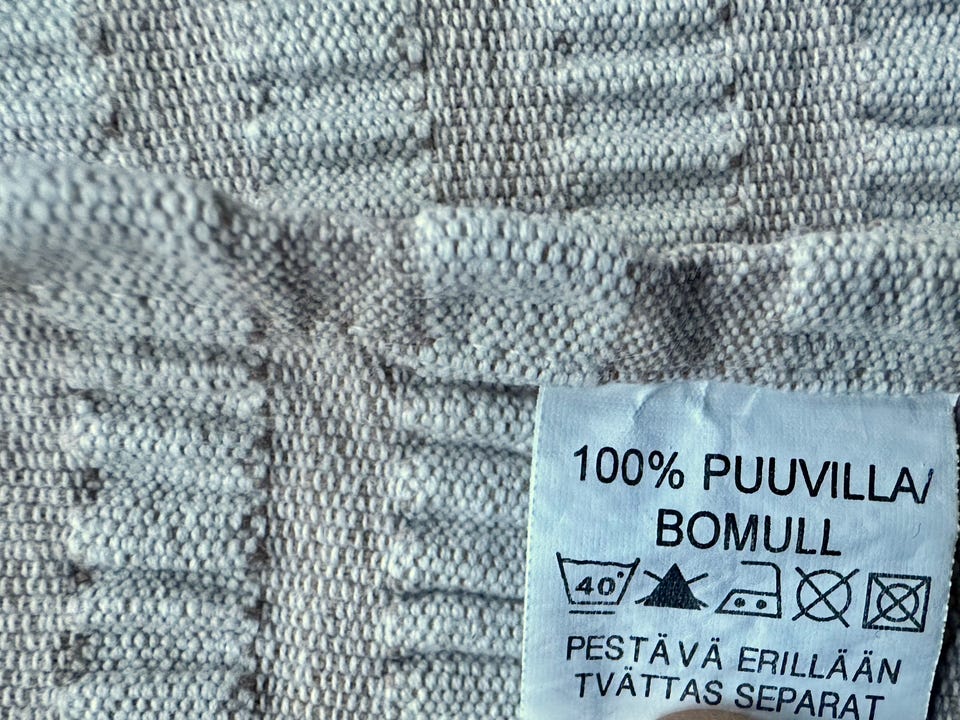 100% PUUVILLA/
BOMULL
40°
PESTÄVÄ ERILLÄÄN
TVÄTTAS SEPARAT